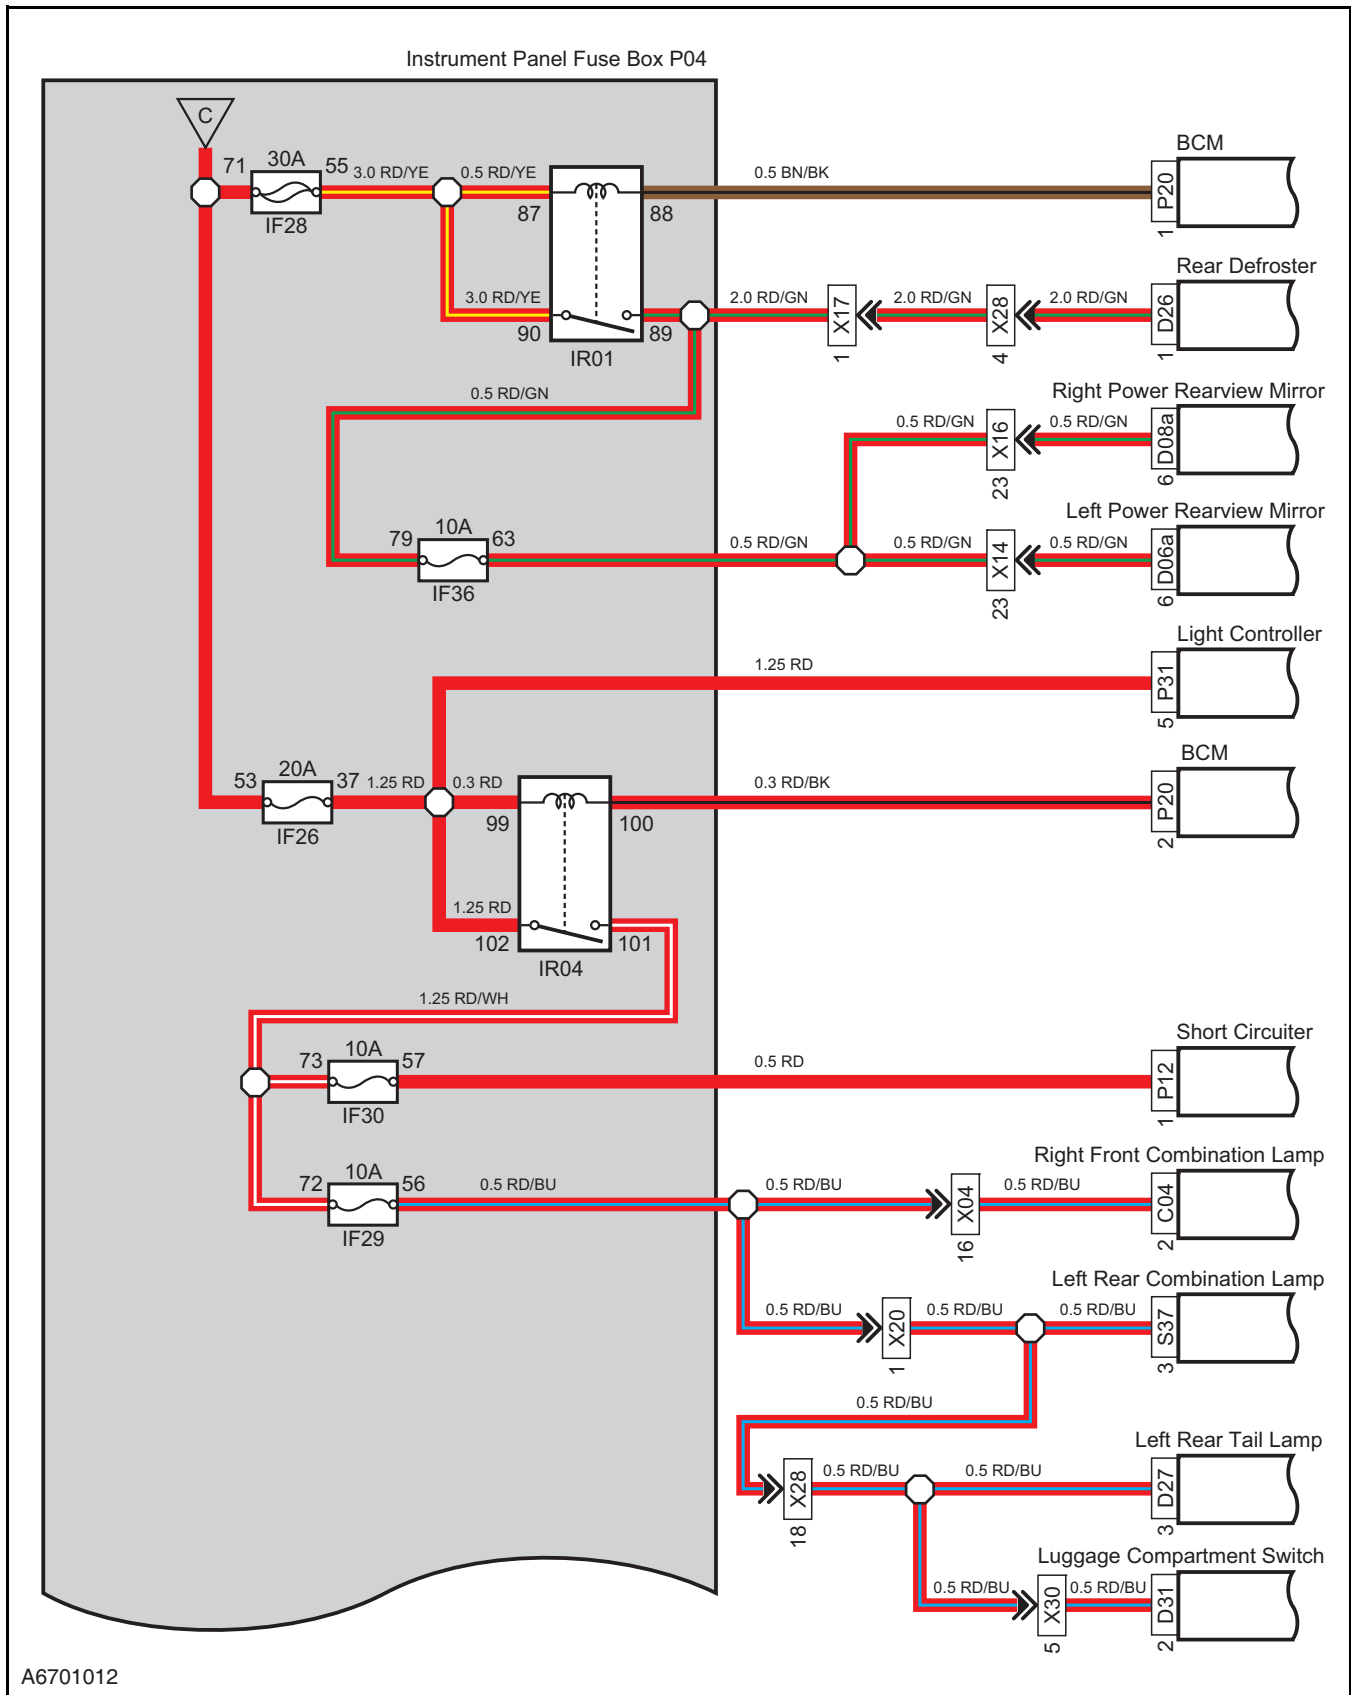 Instrument Panel Fuse Box P04
C
71
30A
55
IF28
3.0 RD/YE
0.5 RD/YE
87
88
0.5 BN/BK
BCM
P20
1
3.0 RD/YE
90
89
IR01
2.0 RD/GN
X17
1
2.0 RD/GN
X28
4
2.0 RD/GN
Rear Defroster
D26
1
0.5 RD/GN
Right Power Rearview Mirror
0.5 RD/GN
X16
23
0.5 RD/GN
D08a
6
79
10A
63
IF36
0.5 RD/GN
0.5 RD/GN
X14
23
0.5 RD/GN
Left Power Rearview Mirror
D06a
6
1.25 RD
Light Controller
P31
5
53
20A
37
IF26
1.25 RD
0.3 RD
99
100
0.3 RD/BK
BCM
P20
2
1.25 RD
102
101
IR04
1.25 RD/WH
73
10A
57
IF30
0.5 RD
Short Circuiter
P12
1
72
10A
56
IF29
0.5 RD/BU
0.5 RD/BU
X04
16
0.5 RD/BU
Right Front Combination Lamp
C04
2
0.5 RD/BU
X20
1
0.5 RD/BU
0.5 RD/BU
Left Rear Combination Lamp
S37
3
0.5 RD/BU
X28
18
0.5 RD/BU
0.5 RD/BU
Left Rear Tail Lamp
D27
3
0.5 RD/BU
X30
5
0.5 RD/BU
Luggage Compartment Switch
D31
2
A6701012